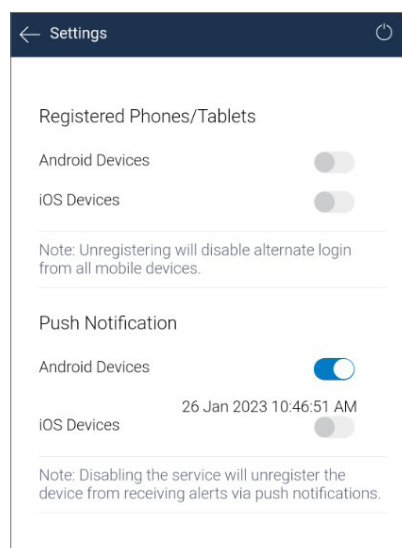 Settings
Registered Phones/Tablets
Android Devices
iOS Devices
Note: Unregistering will disable alternate login
from all mobile devices.
Push Notification
Android Devices
26 Jan 2023 10:46:51 AM
iOS Devices
Note: Disabling the service will unregister the
device from receiving alerts via push notifications.